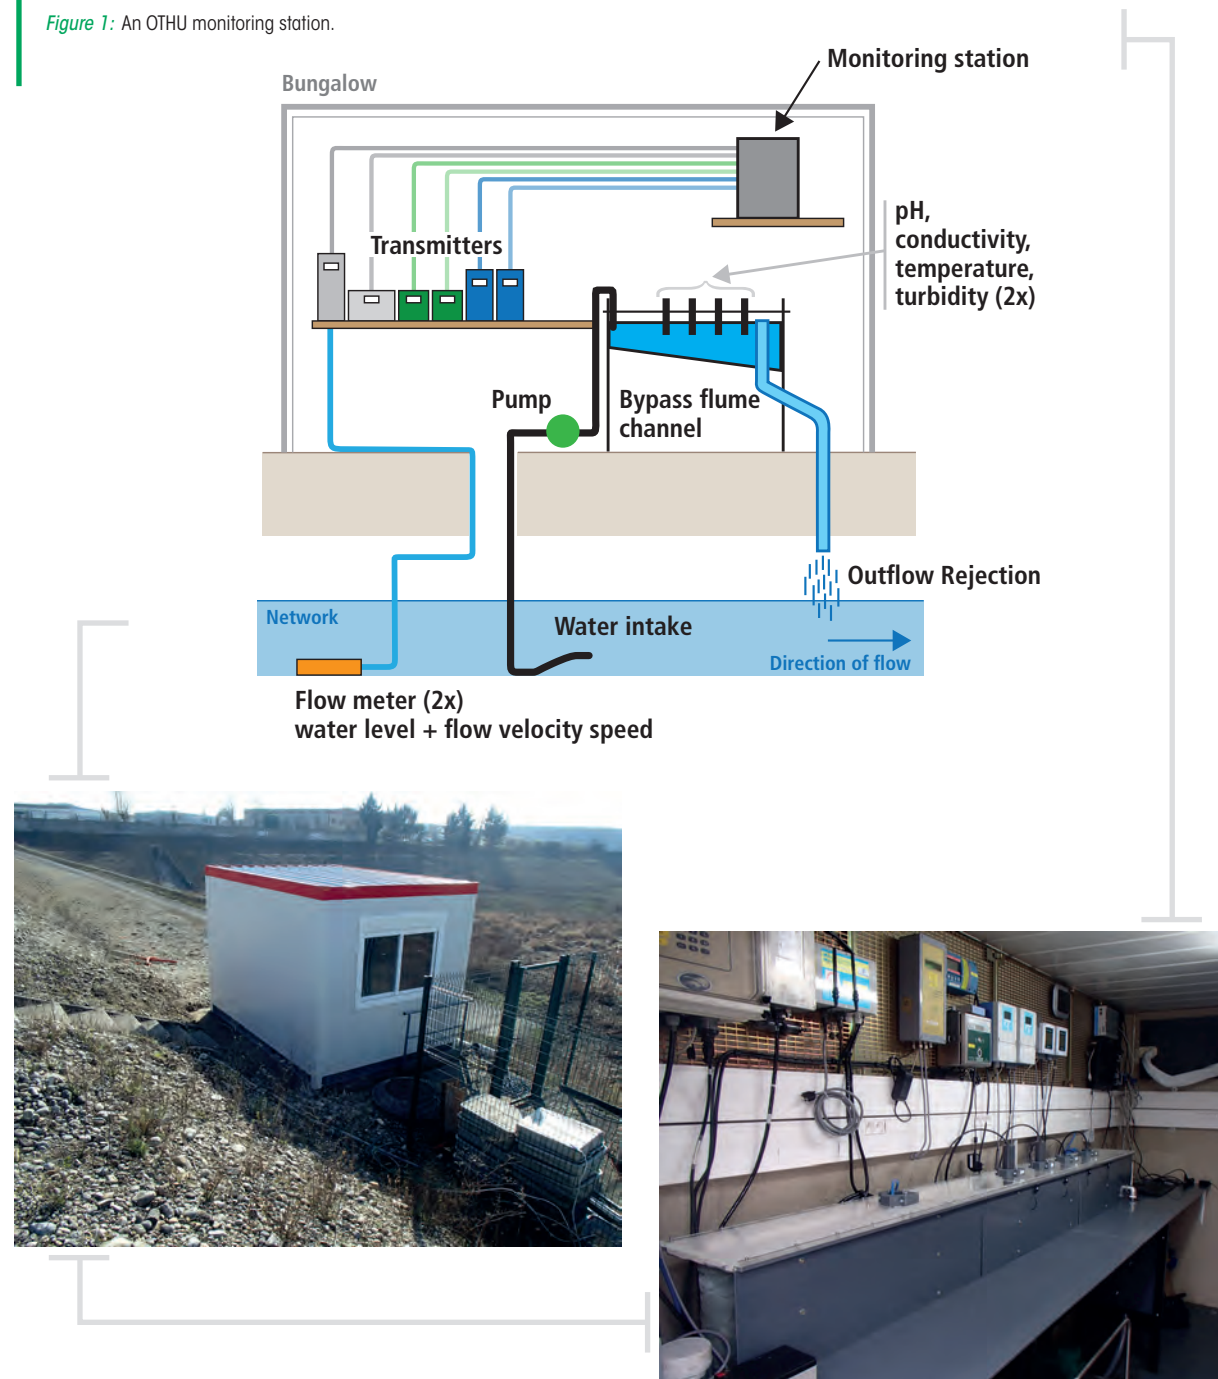 Figure 1: An OTHU monitoring station.
Monitoring station
Bungalow
pH,
conductivity,
temperature,
turbidity (2x)
Transmitters
Pump
Bypass flume
channel
Outflow Rejection
Network
Water intake
Direction of flow
Flow meter (2x)
water level + flow velocity speed